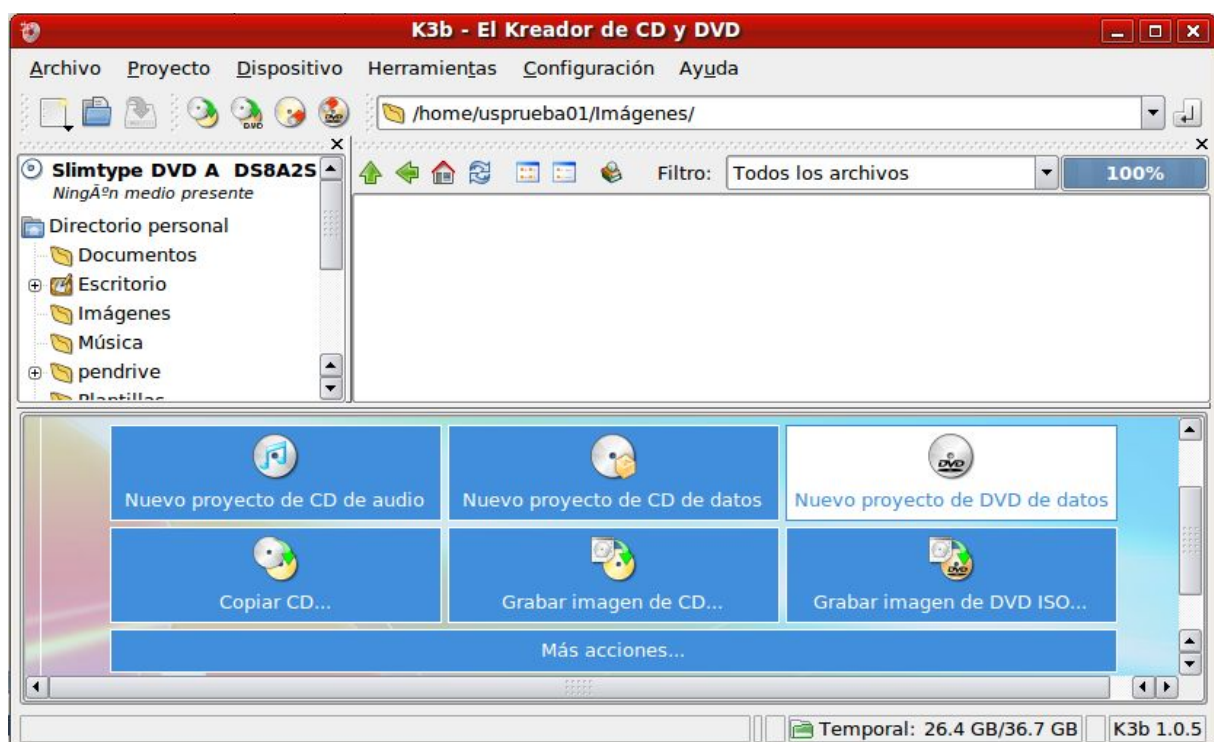 K3b - El Kreador de CD y DVD
Archivo Proyecto Dispositivo Herramientas Configuración Ayuda
/home/usprueba01/Imágenes/
Slimtype DVD A DS8A2S
NingÃºn medio presente
Filtro: Todos los archivos 100%
Directorio personal
Documentos
Escritorio
Imágenes
Música
pendrive
Plantillas
Nuevo proyecto de CD de audio
Nuevo proyecto de CD de datos
Nuevo proyecto de DVD de datos
Copiar CD...
Grabar imagen de CD...
Grabar imagen de DVD ISO...
Más acciones...
Temporal: 26.4 GB/36.7 GB K3b 1.0.5